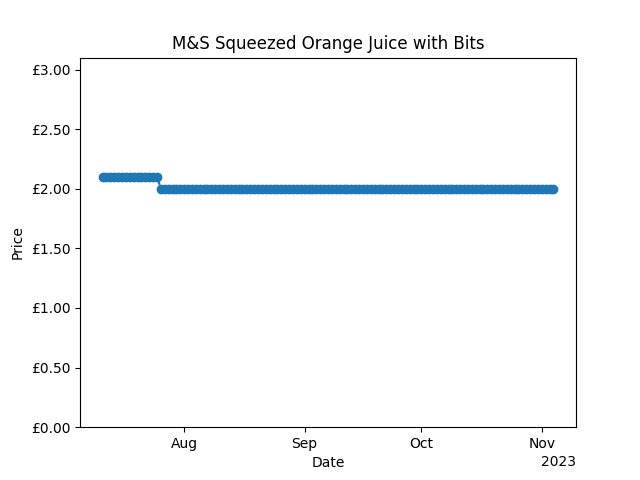 M&S Squeezed Orange Juice with Bits
£3.00
£2.50
£2.00
£1.50
£1.00
£0.50
£0.00
Price
Aug Sep Oct Nov
Date
2023